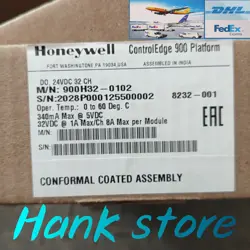 DHL
FedEx
Express
Honeywell
ControlEdge 900 Platform
FORT WASHINGTON PA 19034 USA
ASSEMBLED IN INDIA
DO, 24VDC 32 CH
M/N: 900H32-0102
S/N:2028P000125500002
8232-001
Oper. Temp.: 0 to 60 Deg. C
340mA Max @ 5VDC
32VDC @ 1A Max/Ch 8A Max per Module
EAC
CONFORMAL COATED ASSEMBLY
Hank store